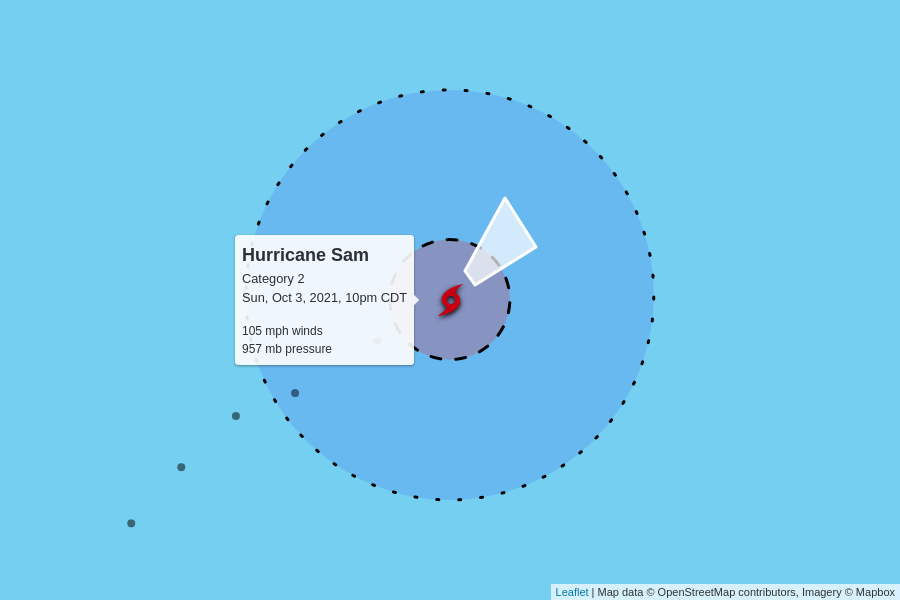 Hurricane Sam
Category 2
Sun, Oct 3, 2021, 10pm CDT
105 mph winds
957 mb pressure
Leaflet | Map data © OpenStreetMap contributors, Imagery © Mapbox